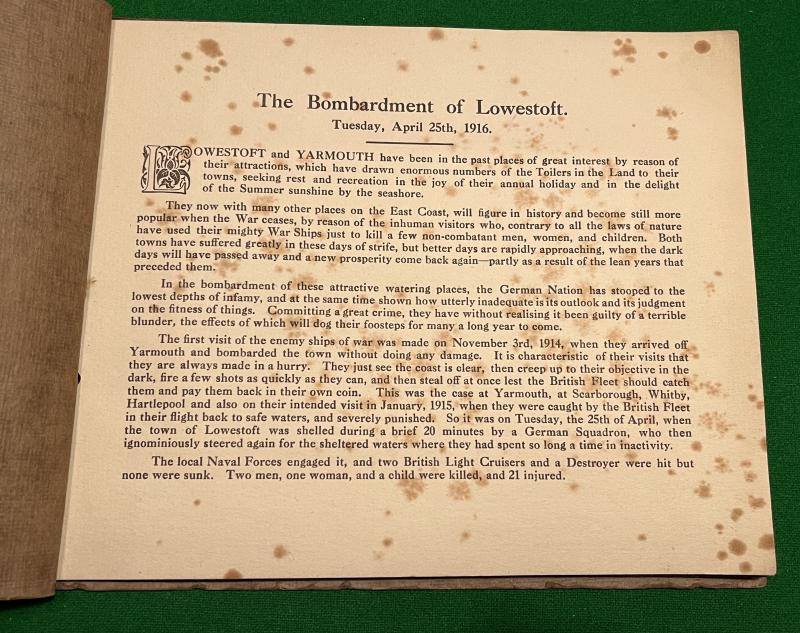 The Bombardment of Lowestoft.
Tuesday, April 25th, 1916.
LOWESTOFT and YARMOUTH have been in the past places of great interest by reason of
their attractions, which have drawn enormous numbers of the Toilers in the Land to their
towns, seeking rest and recreation in the joy of their annual holiday and in the delight
of the Summer sunshine by the seashore.
They now with many other places on the East Coast, will figure in history and become still more
popular when the War ceases, by reason of the inhuman visitors who, contrary to all the laws of nature
have used their mighty War Ships just to kill a few non-combatant men, women, and children. Both
towns have suffered greatly in these days of strife, but better days are rapidly approaching, when the dark
days will have passed away and a new prosperity come back again—partly as a result of the lean years that
preceded them.
In the bombardment of these attractive watering places, the German Nation has stooped to the
lowest depths of infamy, and at the same time shown how utterly inadequate is its outlook and its judgment
on the fitness of things. Committing a great crime, they have without realising it been guilty of a terrible
blunder, the effects of which will dog their foosteps for many a long year to come.
The first visit of the enemy ships of war was made on November 3rd, 1914, when they arrived off
Yarmouth and bombarded the town without doing any damage. It is characteristic of their visits that
they are always made in a hurry. They just see the coast is clear, then creep up to their objective in the
dark, fire a few shots as quickly as they can, and then steal off at once lest the British Fleet should catch
them and pay them back in their own coin. This was the case at Yarmouth, at Scarborough, Whitby,
Hartlepool and also on their intended visit in January, 1915, when they were caught by the British Fleet
in their flight back to safe waters, and severely punished. So it was on Tuesday, the 25th of April, when
the town of Lowestoft was shelled during a brief 20 minutes by a German Squadron, who then
ignominiously steered again for the sheltered waters where they had spent so long a time in inactivity.
The local Naval Forces engaged it, and two British Light Cruisers and a Destroyer were hit but
none were sunk. Two men, one woman, and a child were killed, and 21 injured.